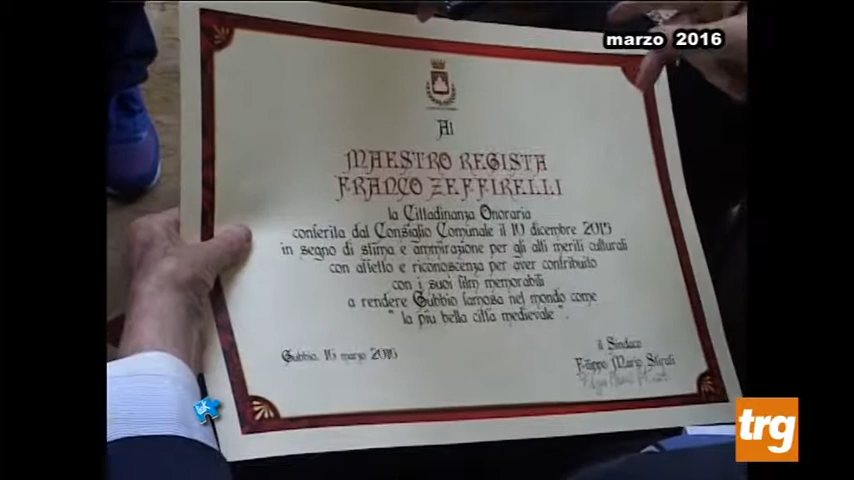 marzo 2016
Al
MAESTRO REGISTA
FRANCO ZEFFIRELLI
la Cittadinanza Onoraria
conferita dal Consiglio Comunale il 10 dicembre 2015
in segno di stima e ammirazione per gli alti meriti culturali
con affetto e riconoscenza per aver contribuito
con i suoi film memorabili
a rendere Gubbio famosa nel mondo come
"la più bella città medievale".
Gubbio, 16 marzo 2016
il Sindaco
Filippo Mario Stirati
trg